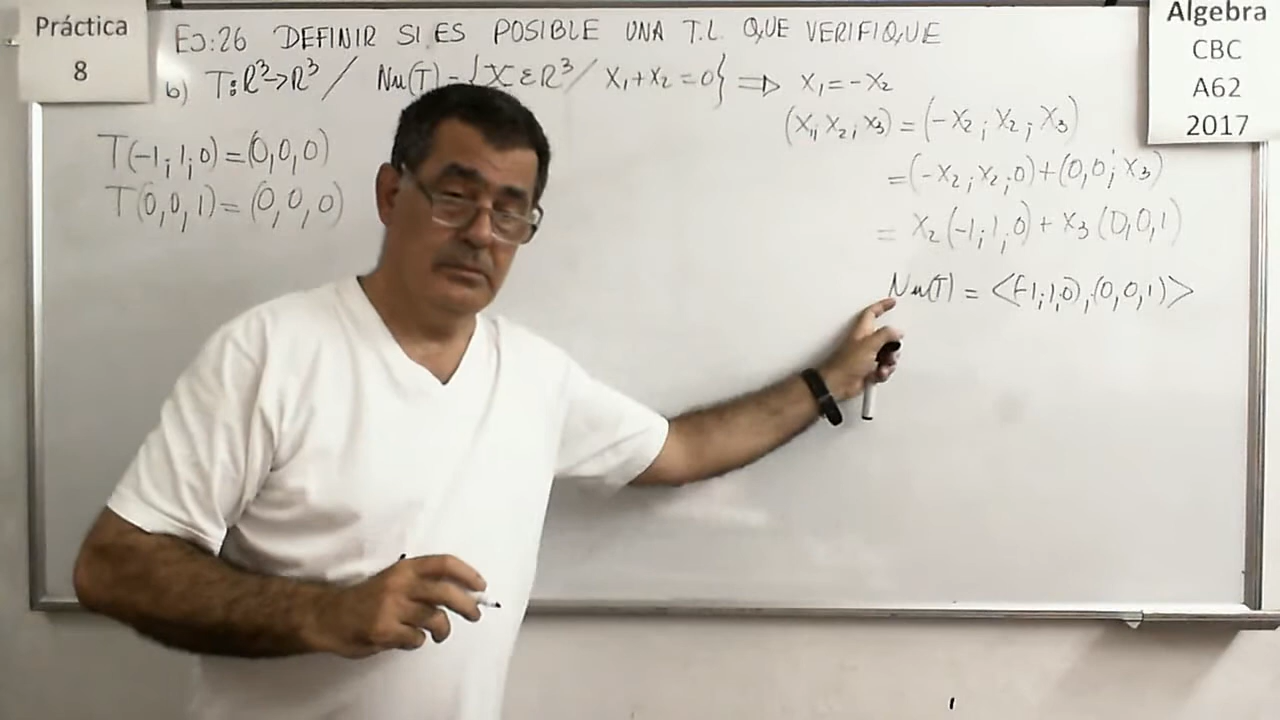 Práctica
8
Algebra
CBC
A62
2017
EJ:26 DEFINIR SI ES POSIBLE UNA T.L. QUE VERIFIQUE
b) T:R³→R³ / Nu(T) = {X ε R³ / X₁+X₂=0} ⇒ X₁=-X₂
(X₁; X₂; X₃) = (-X₂; X₂; X₃)
=(-X₂; X₂; 0)+(0,0; X₃)
= X₂(-1; 1, 0) + X₃(0,0,1)
Nu(T) = <(-1; 1; 0), (0,0,1)>
T(-1; 1; 0)=(0,0,0)
T(0,0,1)=(0,0,0)